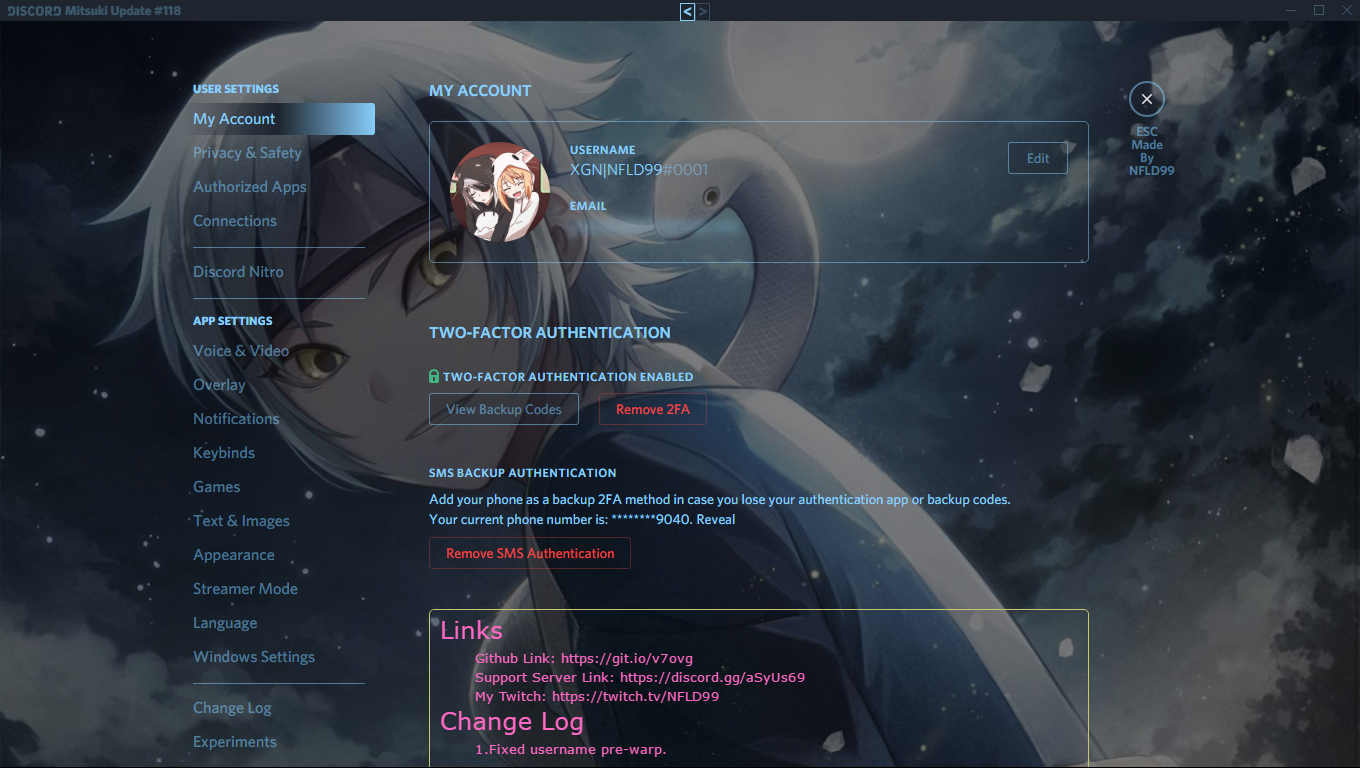 DISCORD Mitsuki Update #118
< >
USER SETTINGS
My Account
Privacy & Safety
Authorized Apps
Connections
Discord Nitro
APP SETTINGS
Voice & Video
Overlay
Notifications
Keybinds
Games
Text & Images
Appearance
Streamer Mode
Language
Windows Settings
Change Log
Experiments
MY ACCOUNT
USERNAME
XGN|NFLD99#0001
EMAIL
Edit
TWO-FACTOR AUTHENTICATION
TWO-FACTOR AUTHENTICATION ENABLED
View Backup Codes
Remove 2FA
SMS BACKUP AUTHENTICATION
Add your phone as a backup 2FA method in case you lose your authentication app or backup codes.
Your current phone number is: ********9040. Reveal
Remove SMS Authentication
Links
Github Link: https://git.io/v7ovg
Support Server Link: https://discord.gg/aSyUs69
My Twitch: https://twitch.tv/NFLD99
Change Log
1.Fixed username pre-warp.
ESC
Made
By
NFLD99